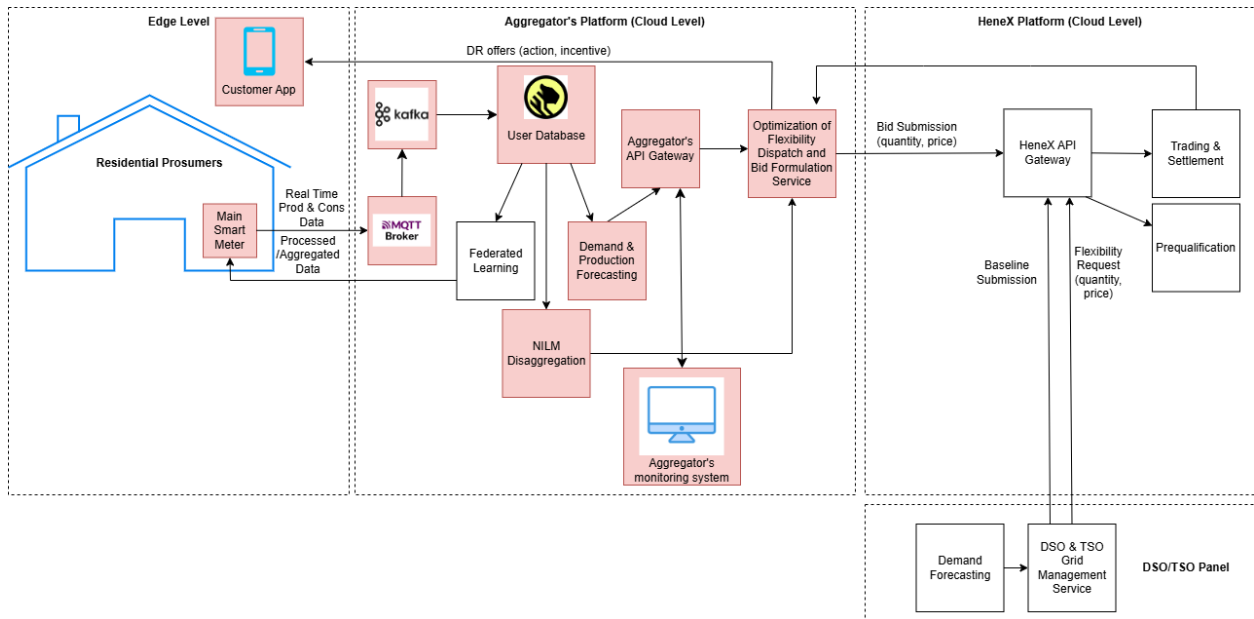 Edge Level
Aggregator's Platform (Cloud Level)
HeneX Platform (Cloud Level)
Customer App
DR offers (action, incentive)
Residential Prosumers
kafka
User Database
Aggregator's
API Gateway
Optimization of
Flexibility
Dispatch and
Bid Formulation
Service
Bid Submission
(quantity, price)
HeneX API
Gateway
Trading &
Settlement
Main
Smart
Meter
Real Time
Prod & Cons
Data
Processed
/Aggregated
Data
MQTT
Broker
Federated
Learning
Demand &
Production
Forecasting
Baseline
Submission
Flexibility
Request
(quantity,
price)
Prequalification
NILM
Disaggregation
Aggregator's
monitoring system
Demand
Forecasting
DSO & TSO
Grid
Management
Service
DSO/TSO Panel